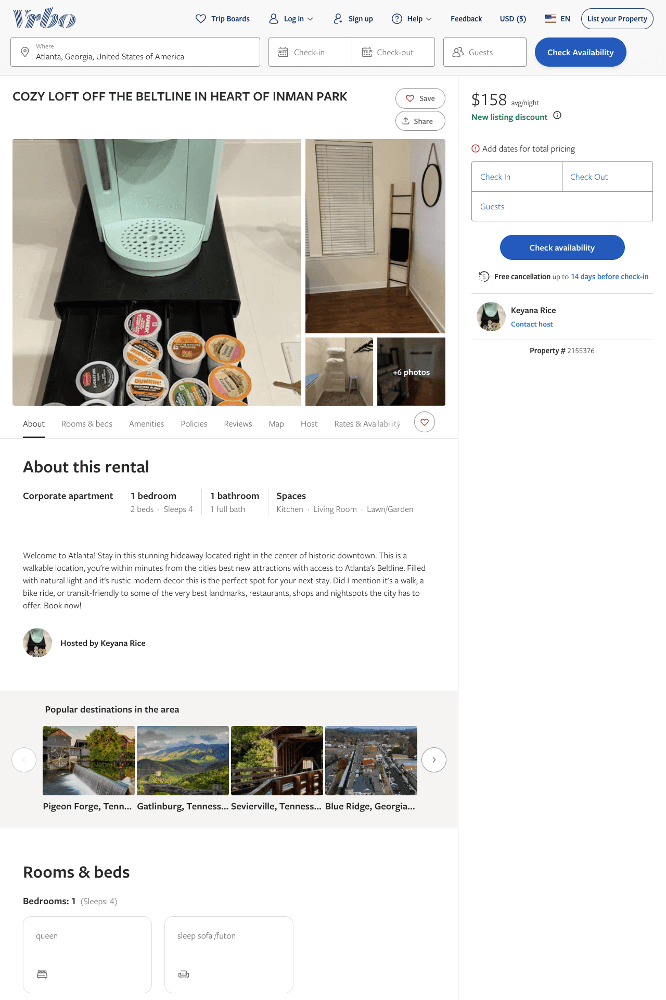 Vrbo
Trip Boards
Log in
Sign up
Help
Feedback
USD ($)
EN
List your Property
Where
Atlanta, Georgia, United States of America
Check-in
Check-out
Guests
Check Availability
COZY LOFT OFF THE BELTLINE IN HEART OF INMAN PARK
Save
Share
$158 avg/night
New listing discount
Add dates for total pricing
Check In
Check Out
Guests
Check availability
Free cancellation up to 14 days before check-in
Keyana Rice
Contact host
Property # 2155376
DUNKIN'
DUNKIN'
SIGNATURE
DUNKIN'
ORIGINAL BLEND
Toasted
Coconut
+6 photos
About
Rooms & beds
Amenities
Policies
Reviews
Map
Host
Rates & Availability
About this rental
Corporate apartment
1 bedroom
2 beds · Sleeps 4
1 bathroom
1 full bath
Spaces
Kitchen · Living Room · Lawn/Garden
Welcome to Atlanta! Stay in this stunning hideaway located right in the center of historic downtown. This is a
walkable location, you're within minutes from the cities best new attractions with access to Atlanta's Beltline. Filled
with natural light and it's rustic modern decor this is the perfect spot for your next stay. Did I mention it's a walk, a
bike ride, or transit-friendly to some of the very best landmarks, restaurants, shops and nightspots the city has to
offer. Book now!
Hosted by Keyana Rice
Popular destinations in the area
Pigeon Forge, Tenn...
Gatlinburg, Tenness...
Sevierville, Tenness...
Blue Ridge, Georgia...
Rooms & beds
Bedrooms: 1 (Sleeps: 4)
queen
sleep sofa /futon